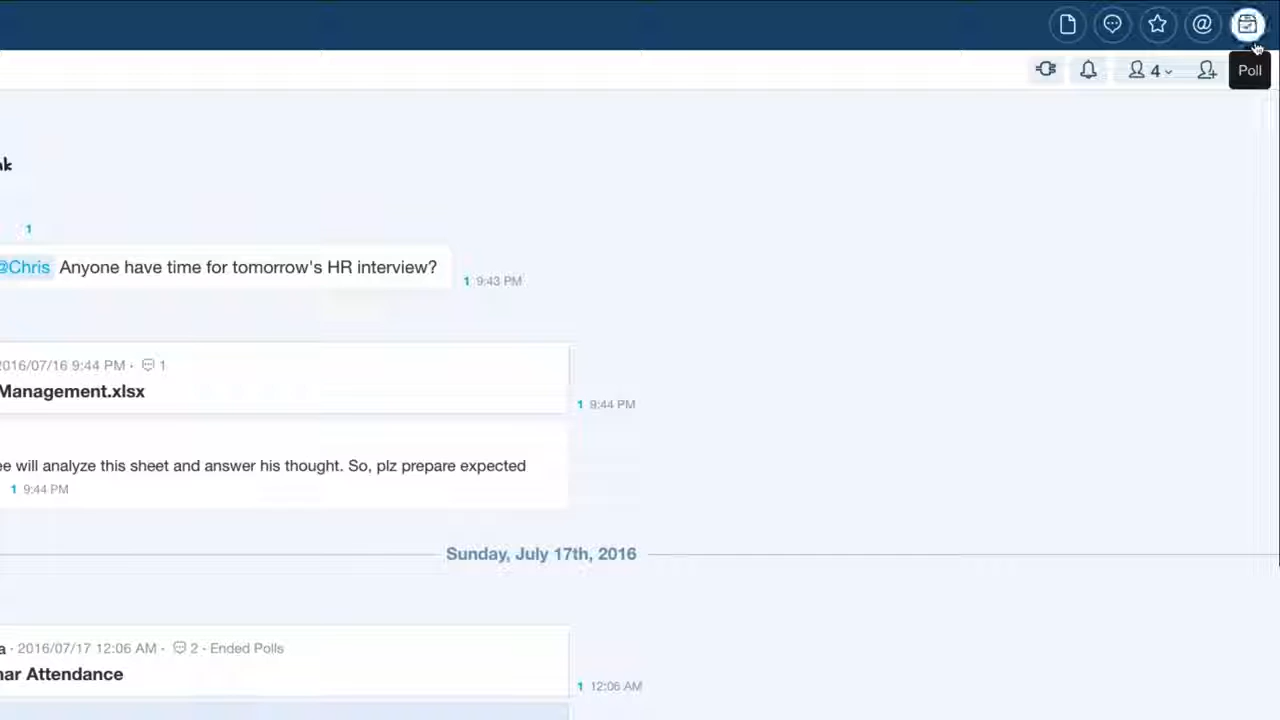 @
4
Poll
nk
1
@Chris Anyone have time for tomorrow's HR interview?
1 9:43 PM
2016/07/16 9:44 PM · 1
Management.xlsx
1 9:44 PM
ee will analyze this sheet and answer his thought. So, plz prepare expected
1 9:44 PM
Sunday, July 17th, 2016
a · 2016/07/17 12:06 AM · 2 - Ended Polls
nar Attendance
1 12:06 AM